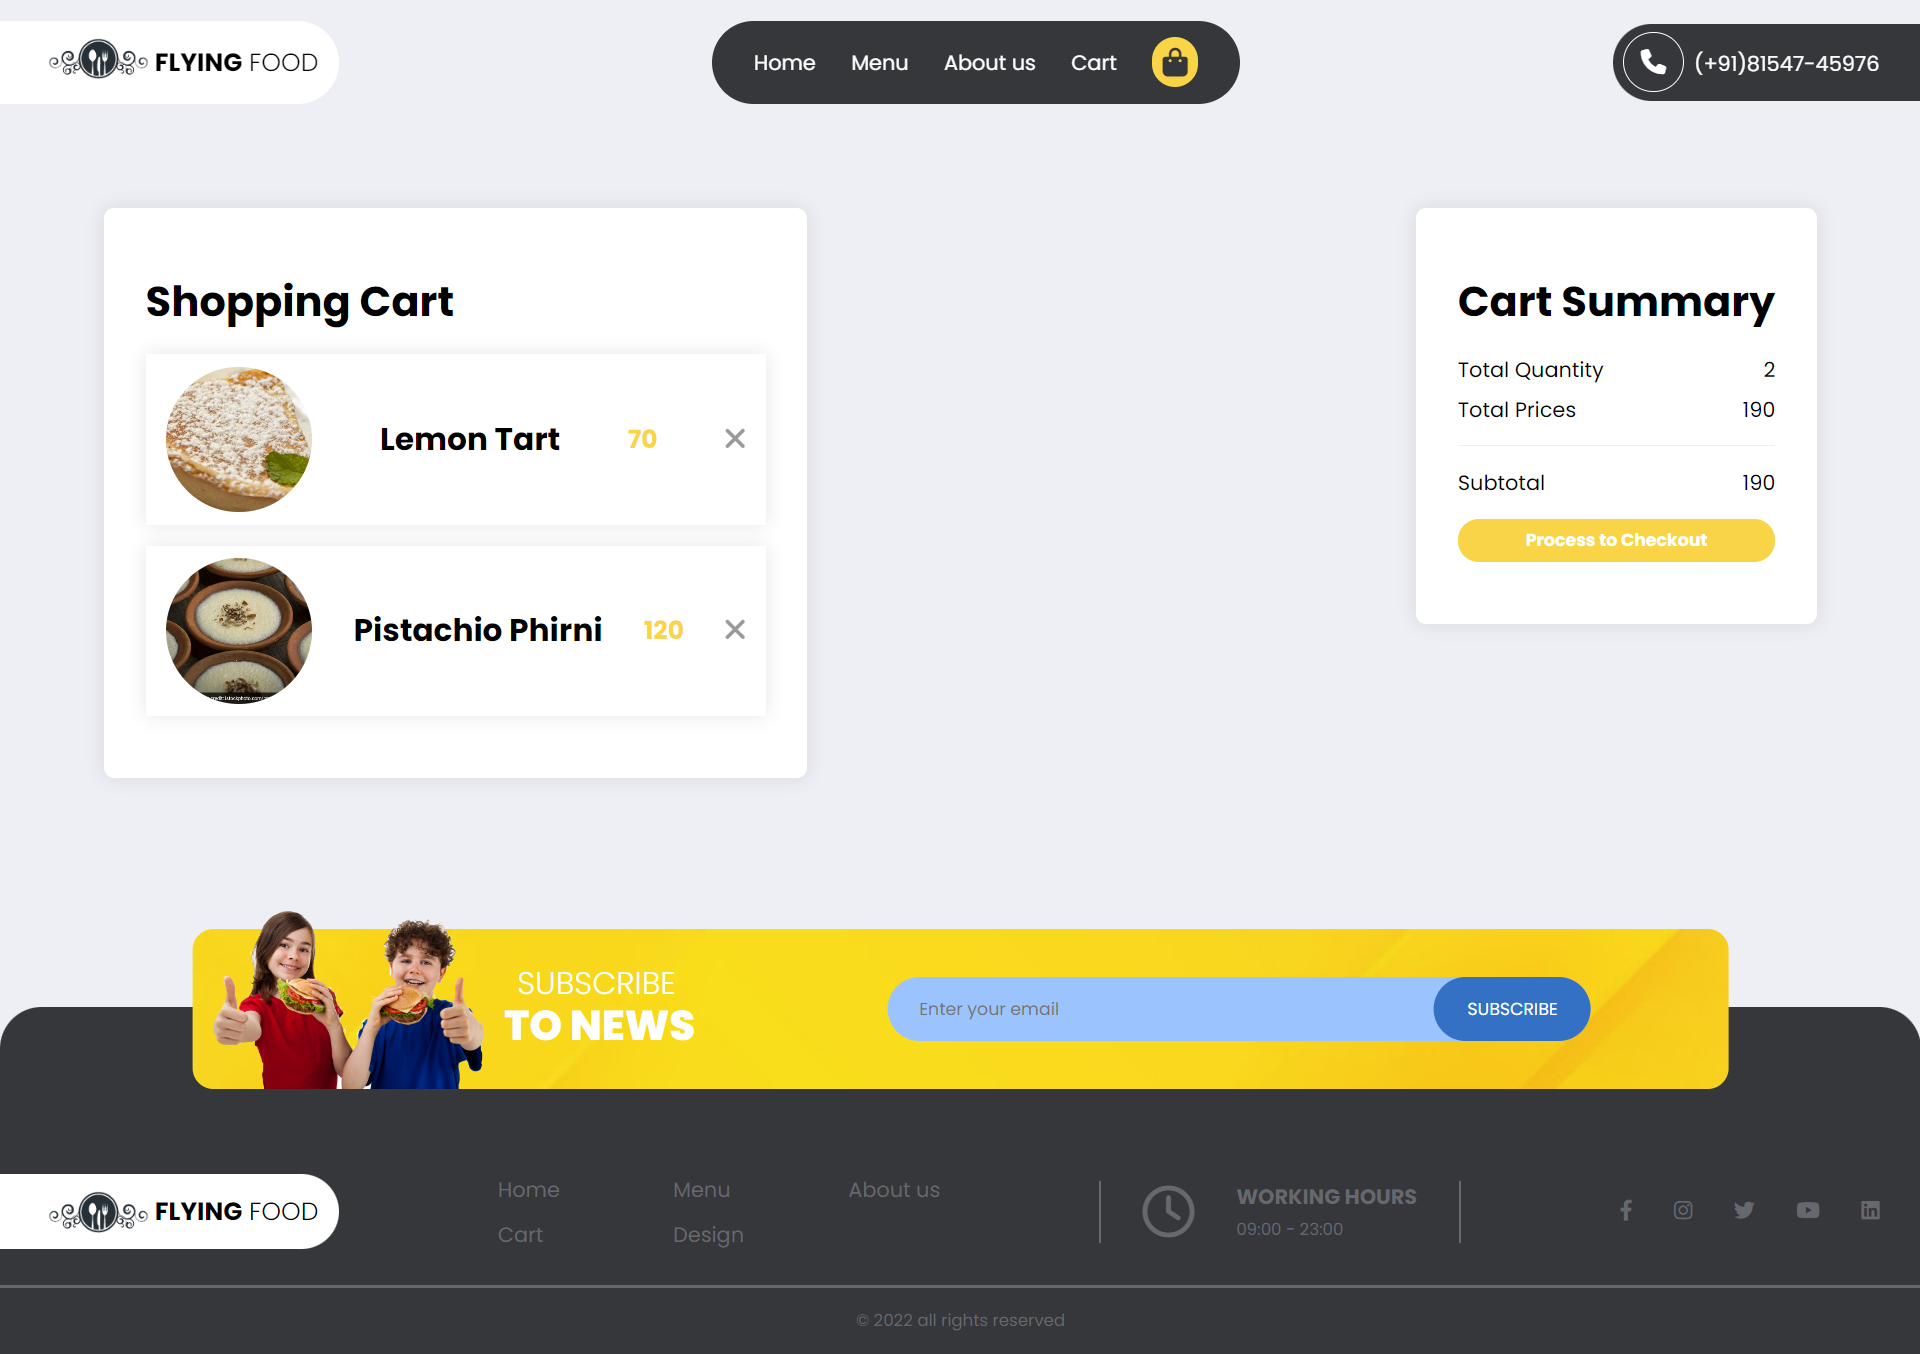 FLYING FOOD
Home
Menu
About us
Cart
(+91)81547-45976
Shopping Cart
Lemon Tart
70
Pistachio Phirni
120
Cart Summary
Total Quantity
2
Total Prices
190
Subtotal
190
Process to Checkout
SUBSCRIBE
TO NEWS
Enter your email
SUBSCRIBE
FLYING FOOD
Home
Menu
About us
Cart
Design
WORKING HOURS
09:00 - 23:00
© 2022 all rights reserved